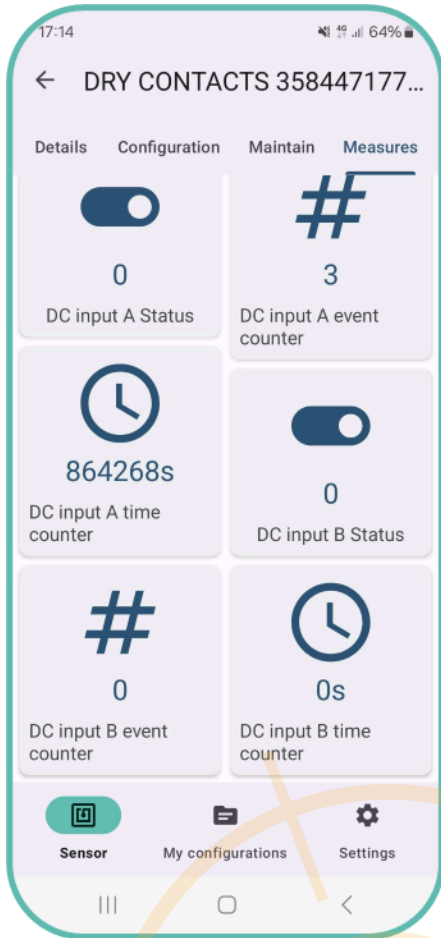 17:14
4G
64%
DRY CONTACTS 358447177...
Details
Configuration
Maintain
Measures
#
0
3
DC input A Status
DC input A event
counter
864268s
DC input A time
counter
0
DC input B Status
#
0
DC input B event
counter
0s
DC input B time
counter
Sensor
My configurations
Settings